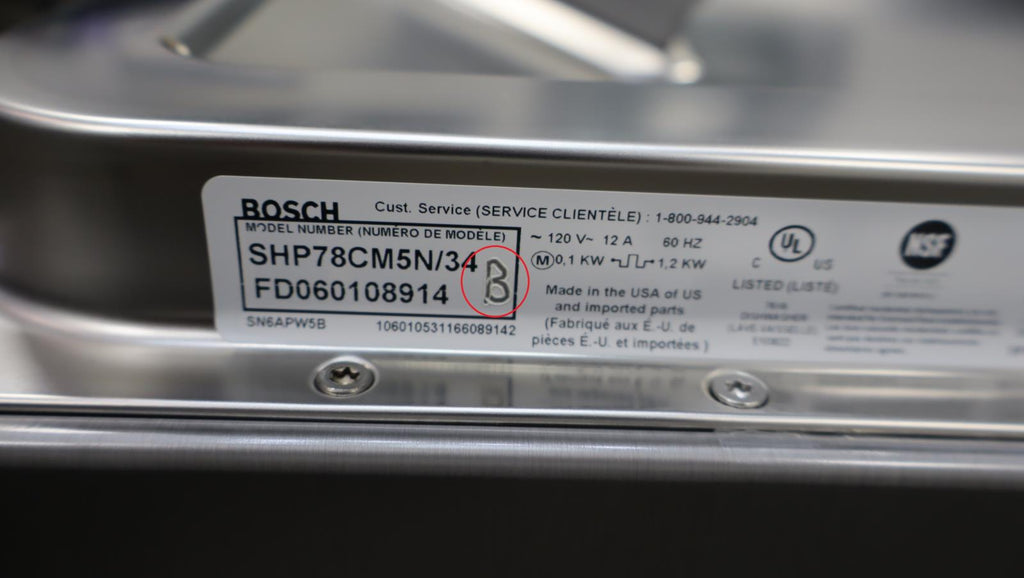 BOSCH
Cust. Service (SERVICE CLIENTÈLE) : 1-800-944-2904
MODEL NUMBER (NUMÉRO DE MODÈLE)
SHP78CM5N/34
FD060108914
B
SN6APW5B
106010531166089142
~ 120 V~ 12 A 60 HZ
M 0,1 KW 1,2 KW
Made in the USA of US
and imported parts
(Fabriqué aux É.-U. de
pièces É.-U. et importées)
UL
C US
LISTED (LISTÉ)
DISHWASHER
NSF